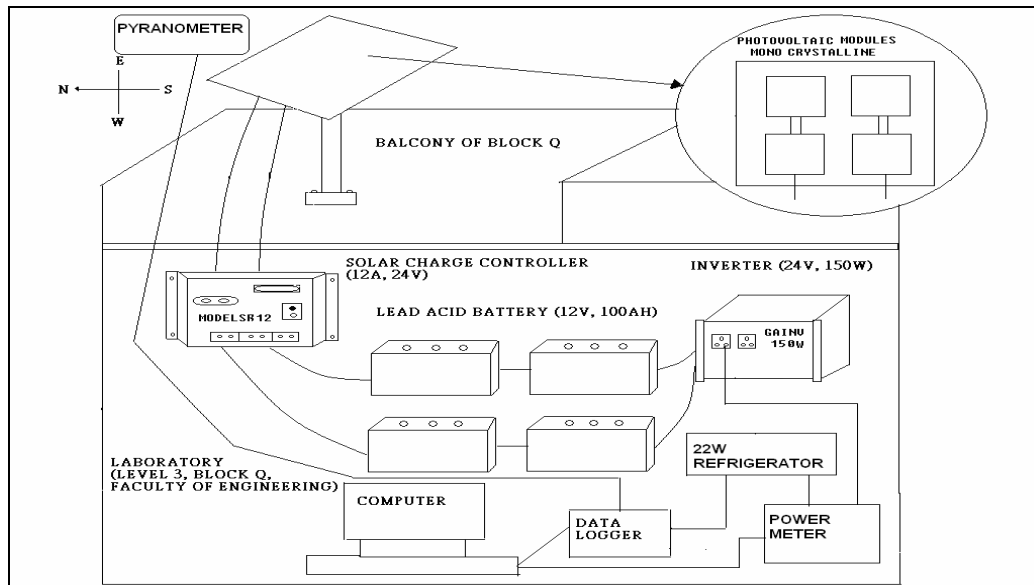 PYRANOMETER
E
N
S
W
PHOTOVOLTAIC MODULES
MONO CRYSTALLINE
BALCONY OF BLOCK Q
SOLAR CHARGE CONTROLLER
(12A, 24V)
INVERTER (24V, 150W)
MODELSR12
LEAD ACID BATTERY (12V, 100AH)
GAINV
150W
LABORATORY
(LEVEL 3, BLOCK Q,
FACULTY OF ENGINEERING)
22W
REFRIGERATOR
COMPUTER
DATA
LOGGER
POWER
METER